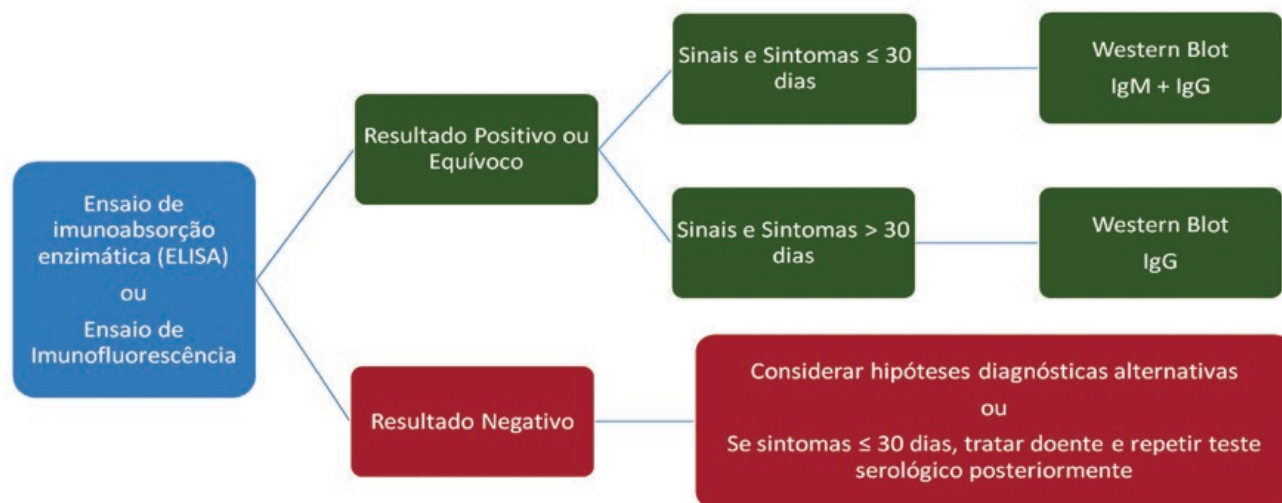 Ensaio de
imunoabsorção
enzimática (ELISA)
ou
Ensaio de
Imunofluorescência
Resultado Positivo ou
Equívoco
Sinais e Sintomas ≤ 30
dias
Western Blot
IgM + IgG
Sinais e Sintomas > 30
dias
Western Blot
IgG
Resultado Negativo
Considerar hipóteses diagnósticas alternativas
ou
Se sintomas ≤ 30 dias, tratar doente e repetir teste
serológico posteriormente